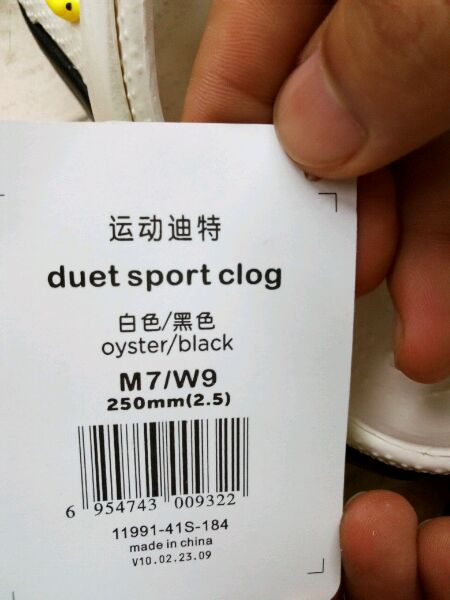 运动迪特
duet sport clog
白色/黑色
oyster/black
M7/W9
250mm(2.5)
6 954743 009322
11991-41S-184
made in china
V10.02.23.09